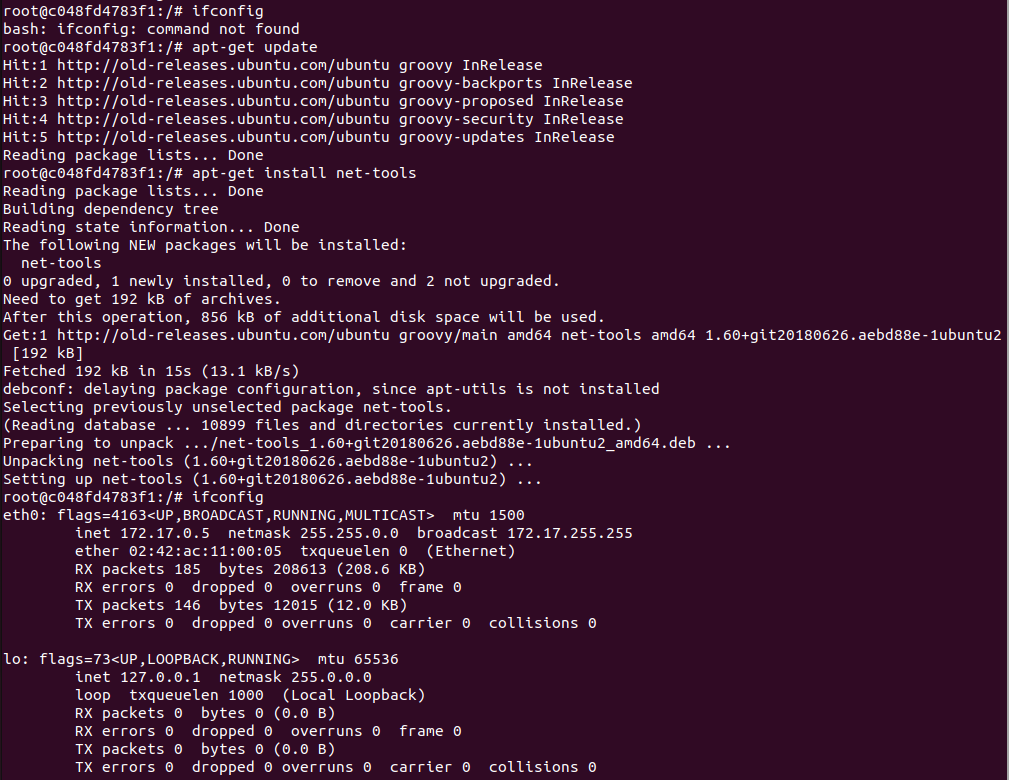 root@c048fd4783f1:/# ifconfig
bash: ifconfig: command not found
root@c048fd4783f1:/# apt-get update
Hit:1 http://old-releases.ubuntu.com/ubuntu groovy InRelease
Hit:2 http://old-releases.ubuntu.com/ubuntu groovy-backports InRelease
Hit:3 http://old-releases.ubuntu.com/ubuntu groovy-proposed InRelease
Hit:4 http://old-releases.ubuntu.com/ubuntu groovy-security InRelease
Hit:5 http://old-releases.ubuntu.com/ubuntu groovy-updates InRelease
Reading package lists... Done
root@c048fd4783f1:/# apt-get install net-tools
Reading package lists... Done
Building dependency tree
Reading state information... Done
The following NEW packages will be installed:
  net-tools
0 upgraded, 1 newly installed, 0 to remove and 2 not upgraded.
Need to get 192 kB of archives.
After this operation, 856 kB of additional disk space will be used.
Get:1 http://old-releases.ubuntu.com/ubuntu groovy/main amd64 net-tools amd64 1.60+git20180626.aebd88e-1ubuntu2
 [192 kB]
Fetched 192 kB in 15s (13.1 kB/s)
debconf: delaying package configuration, since apt-utils is not installed
Selecting previously unselected package net-tools.
(Reading database ... 10899 files and directories currently installed.)
Preparing to unpack .../net-tools_1.60+git20180626.aebd88e-1ubuntu2_amd64.deb ...
Unpacking net-tools (1.60+git20180626.aebd88e-1ubuntu2) ...
Setting up net-tools (1.60+git20180626.aebd88e-1ubuntu2) ...
root@c048fd4783f1:/# ifconfig
eth0: flags=4163<UP,BROADCAST,RUNNING,MULTICAST>  mtu 1500
        inet 172.17.0.5  netmask 255.255.0.0  broadcast 172.17.255.255
        ether 02:42:ac:11:00:05  txqueuelen 0  (Ethernet)
        RX packets 185  bytes 208613 (208.6 KB)
        RX errors 0  dropped 0  overruns 0  frame 0
        TX packets 146  bytes 12015 (12.0 KB)
        TX errors 0  dropped 0 overruns 0  carrier 0  collisions 0

lo: flags=73<UP,LOOPBACK,RUNNING>  mtu 65536
        inet 127.0.0.1  netmask 255.0.0.0
        loop  txqueuelen 1000  (Local Loopback)
        RX packets 0  bytes 0 (0.0 B)
        RX errors 0  dropped 0  overruns 0  frame 0
        TX packets 0  bytes 0 (0.0 B)
        TX errors 0  dropped 0 overruns 0  carrier 0  collisions 0